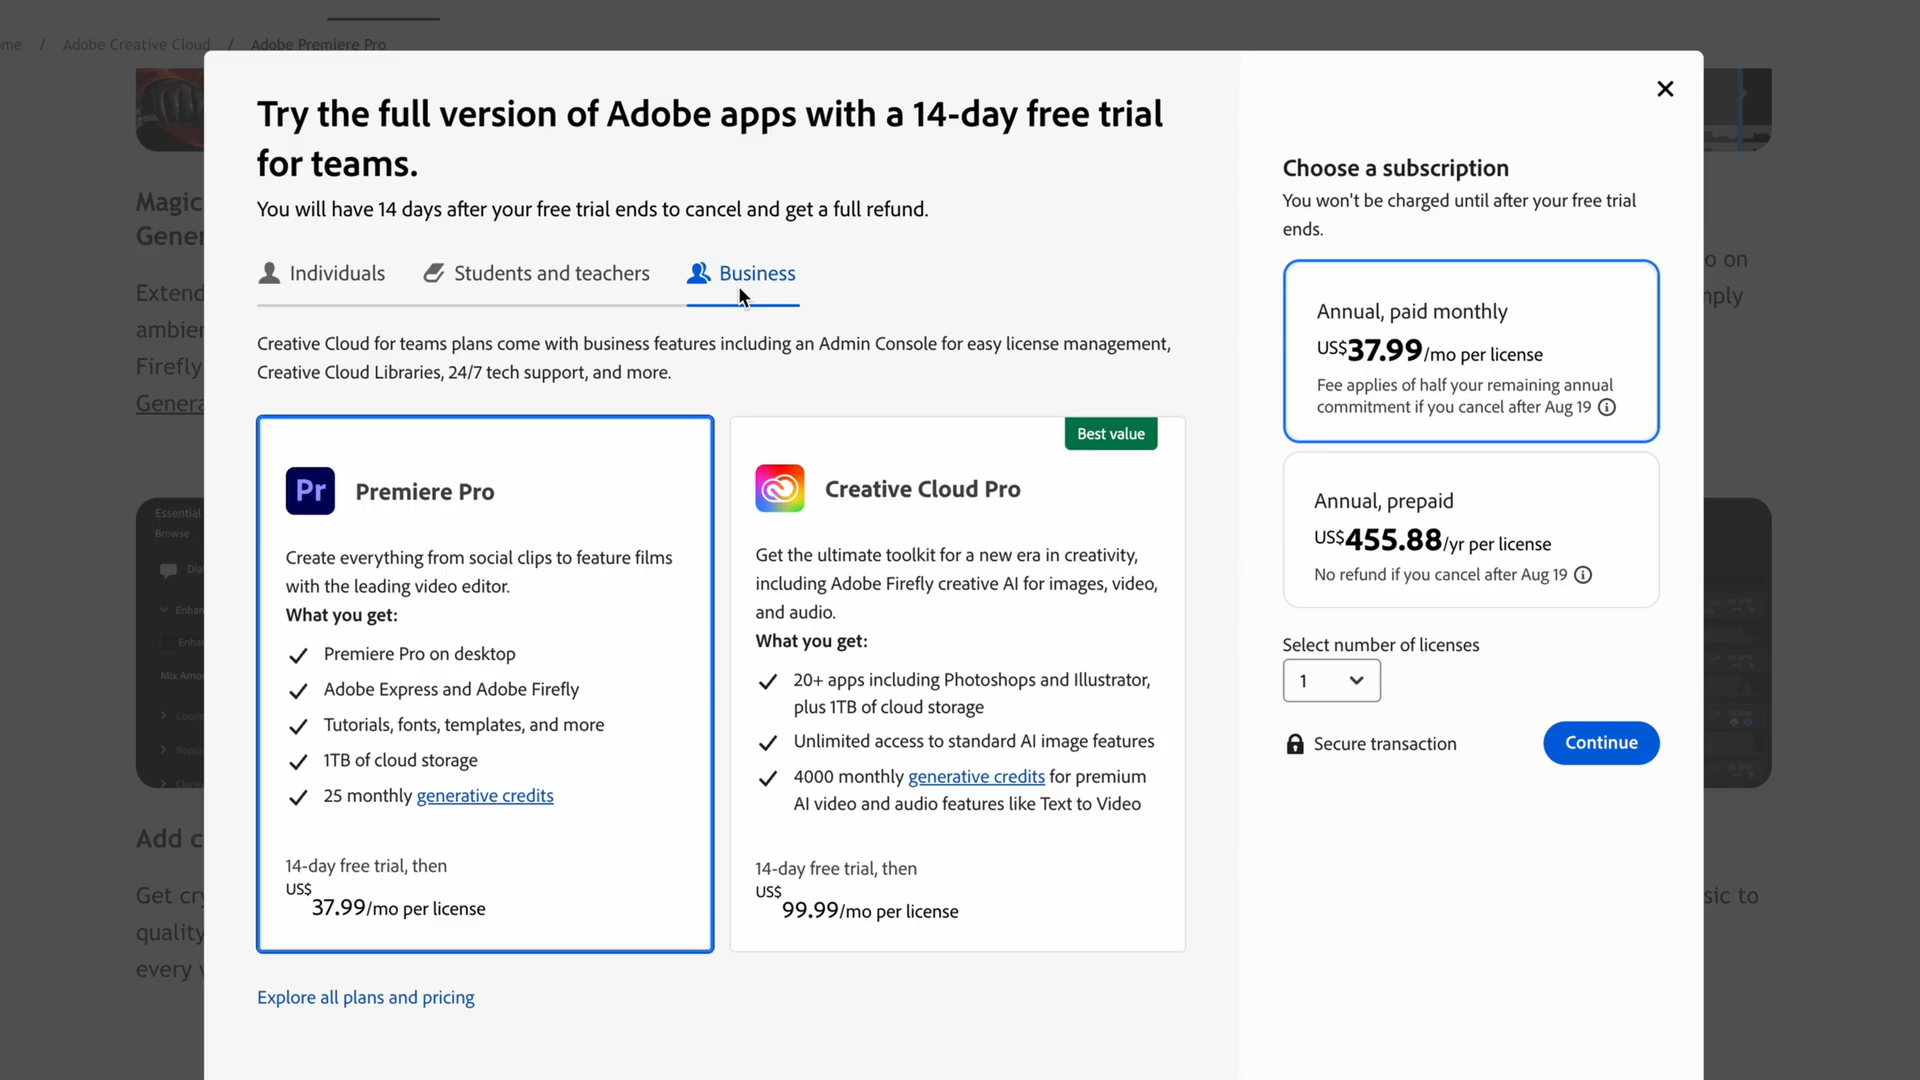 Adobe Creative Cloud / Adobe Premiere Pro
Try the full version of Adobe apps with a 14-day free trial
for teams.
You will have 14 days after your free trial ends to cancel and get a full refund.
Individuals
Students and teachers
Business
Creative Cloud for teams plans come with business features including an Admin Console for easy license management,
Creative Cloud Libraries, 24/7 tech support, and more.
Pr
Premiere Pro
Create everything from social clips to feature films
with the leading video editor.
What you get:
Premiere Pro on desktop
Adobe Express and Adobe Firefly
Tutorials, fonts, templates, and more
1TB of cloud storage
25 monthly generative credits
14-day free trial, then
US$
37.99/mo per license
Best value
Creative Cloud Pro
Get the ultimate toolkit for a new era in creativity,
including Adobe Firefly creative AI for images, video,
and audio.
What you get:
20+ apps including Photoshops and Illustrator,
plus 1TB of cloud storage
Unlimited access to standard AI image features
4000 monthly generative credits for premium
AI video and audio features like Text to Video
14-day free trial, then
US$
99.99/mo per license
Explore all plans and pricing
Choose a subscription
You won't be charged until after your free trial
ends.
Annual, paid monthly
US$37.99/mo per license
Fee applies of half your remaining annual
commitment if you cancel after Aug 19
Annual, prepaid
US$455.88/yr per license
No refund if you cancel after Aug 19
Select number of licenses
1
Secure transaction
Continue
Magic
Extend
Firefly
Essential
Browse
quality
every